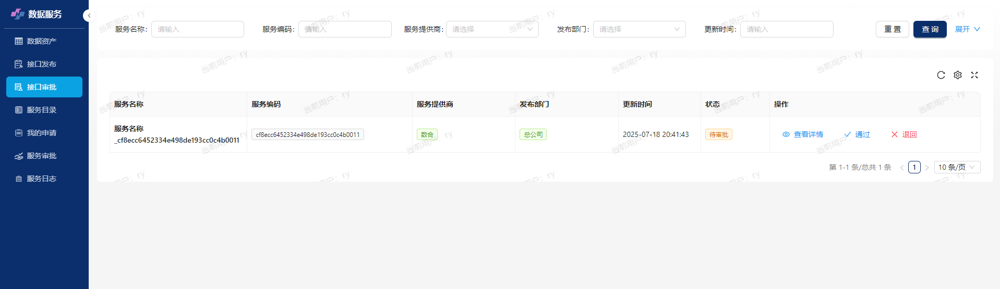 数据服务
数据资产
接口发布
接口审批
服务目录
我的申请
服务审批
服务日志
服务名称: 请输入 服务编码: 请输入 服务提供商: 请选择 发布部门: 请选择 更新时间: 请输入 重 置 查 询 展开
服务名称 服务编码 服务提供商 发布部门 更新时间 状态 操作
服务名称
_cf8ecc6452334e498de193cc0c4b0011 cf8ecc6452334e498de193cc0c4b0011 数合 总公司 2025-07-18 20:41:43 待审批 查看详情 通过 退回
第 1-1 条/总共 1 条 1 10 条/页
当前用户：ry